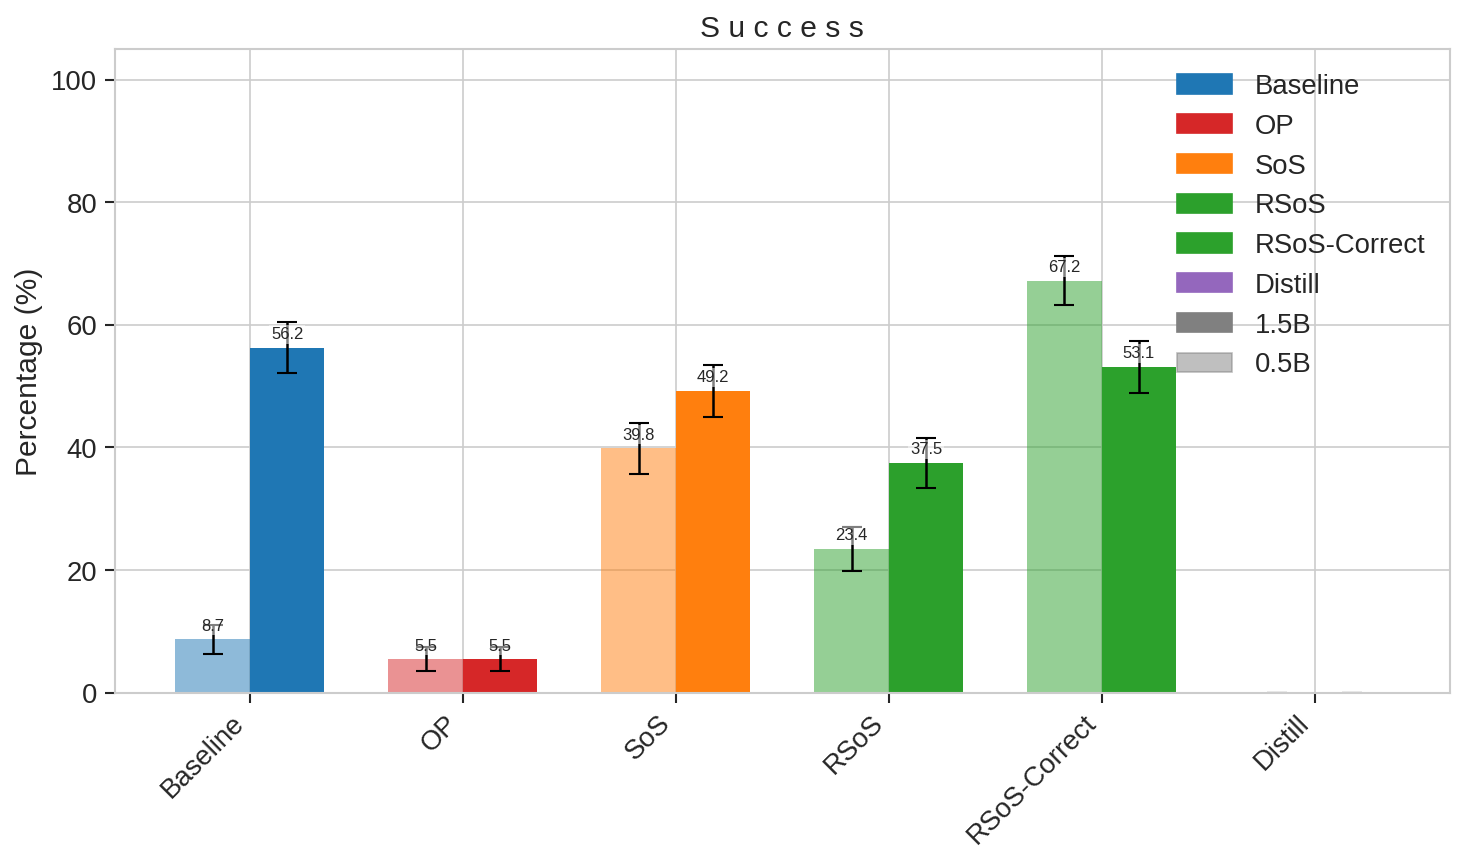 S u c c e s s
Percentage (%)
100
80
60
40
20
0
8.7
56.2
5.5
5.5
39.8
49.2
23.4
37.5
67.2
53.1
Baseline
OP
SoS
RSoS
RSoS-Correct
Distill
1.5B
0.5B
Baseline
OP
SoS
RSoS
RSoS-Correct
Distill